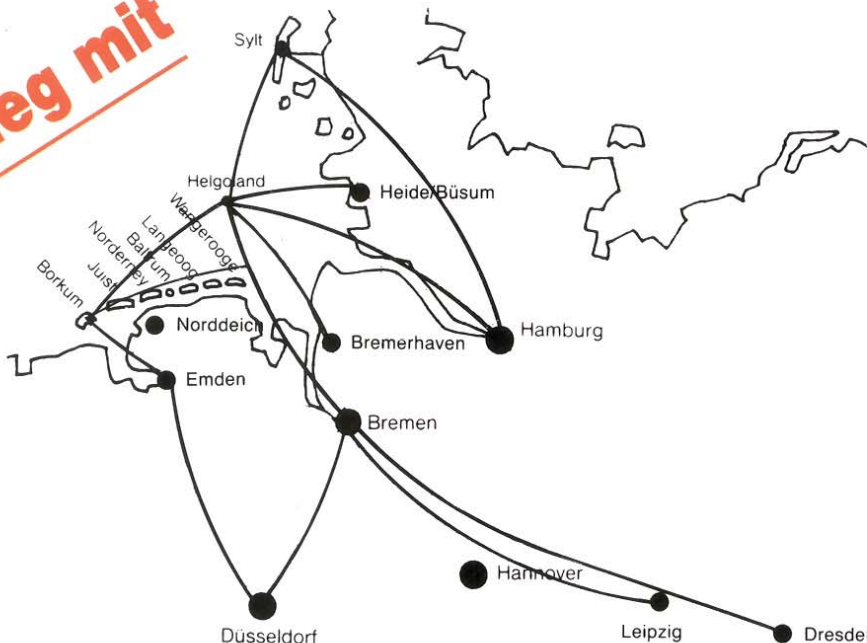 eg mit
Sylt
Helgoland
Heide/Büsum
Wangerooge
Langeoog
Baltrum
Norderney
Juist
Borkum
Norddeich
Emden
Bremerhaven
Hamburg
Bremen
Hannover
Düsseldorf
Leipzig
Dresde